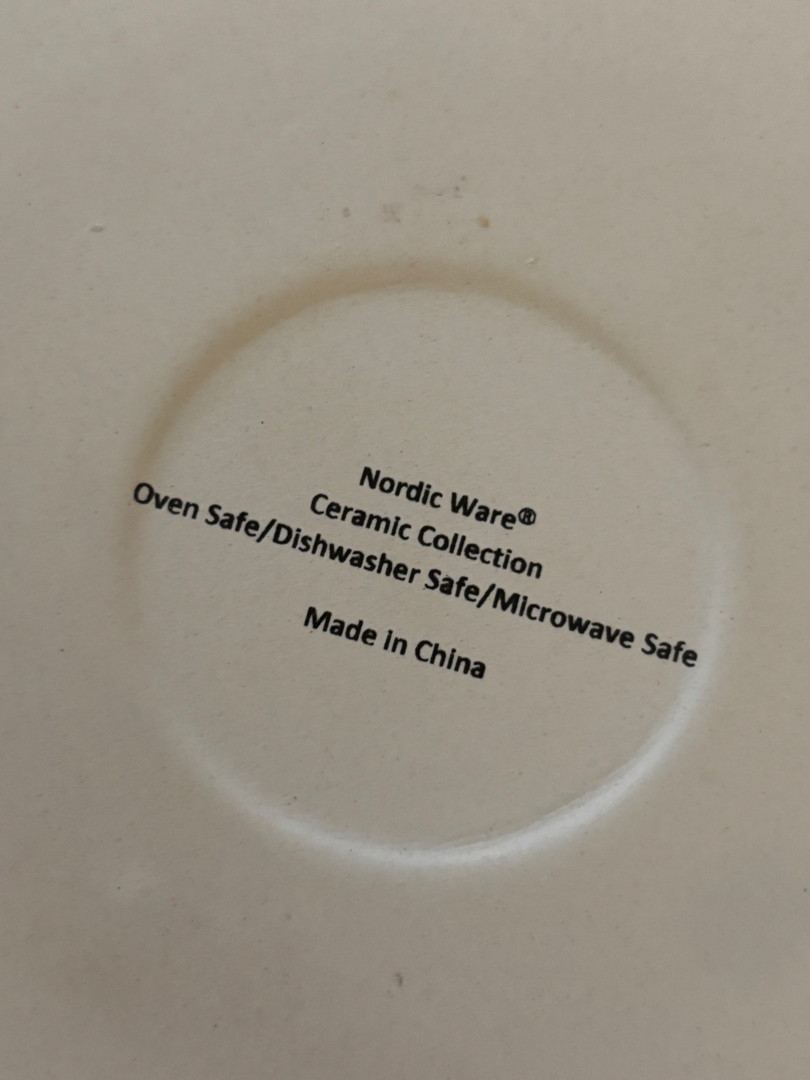 Nordic Ware®
Ceramic Collection
Oven Safe/Dishwasher Safe/Microwave Safe
Made in China